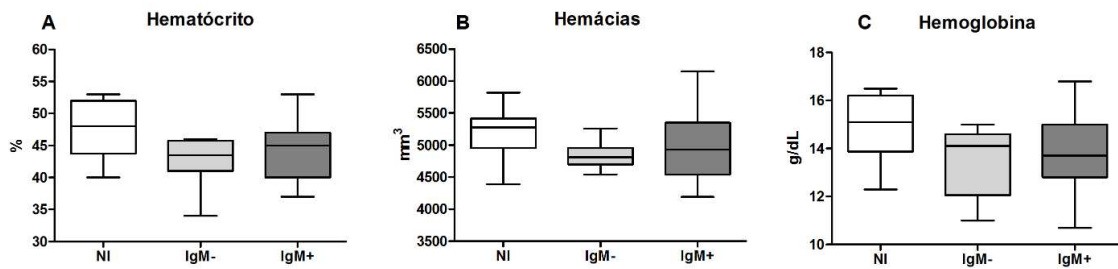 A
Hematócrito
60
55
50
45
40
35
30
%
NI
IgM-
IgM+
B
Hemácias
6500
6000
5500
5000
4500
4000
3500
mm³
NI
IgM-
IgM+
C
Hemoglobina
18
16
14
12
10
g/dL
NI
IgM-
IgM+